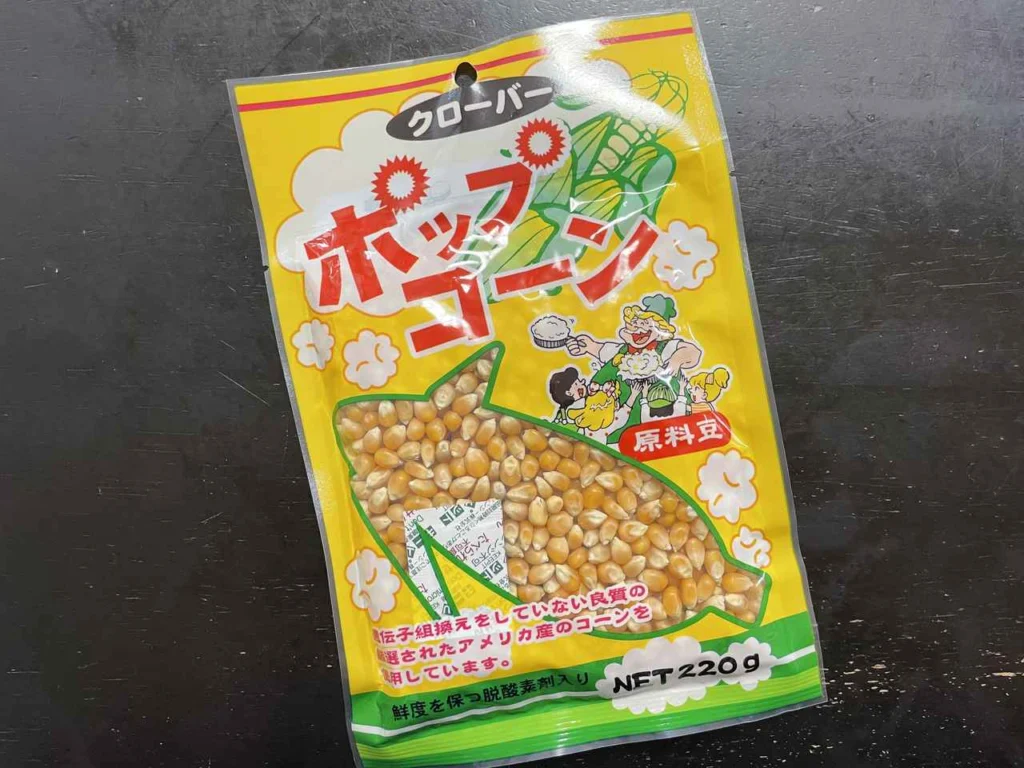 クローバー
ポップ
コーン
原料豆
伝子組換えをしていない良質の
選されたアメリカ産のコーンを
用しています。
鮮度を保つ脱酸素剤入り
NET 220g